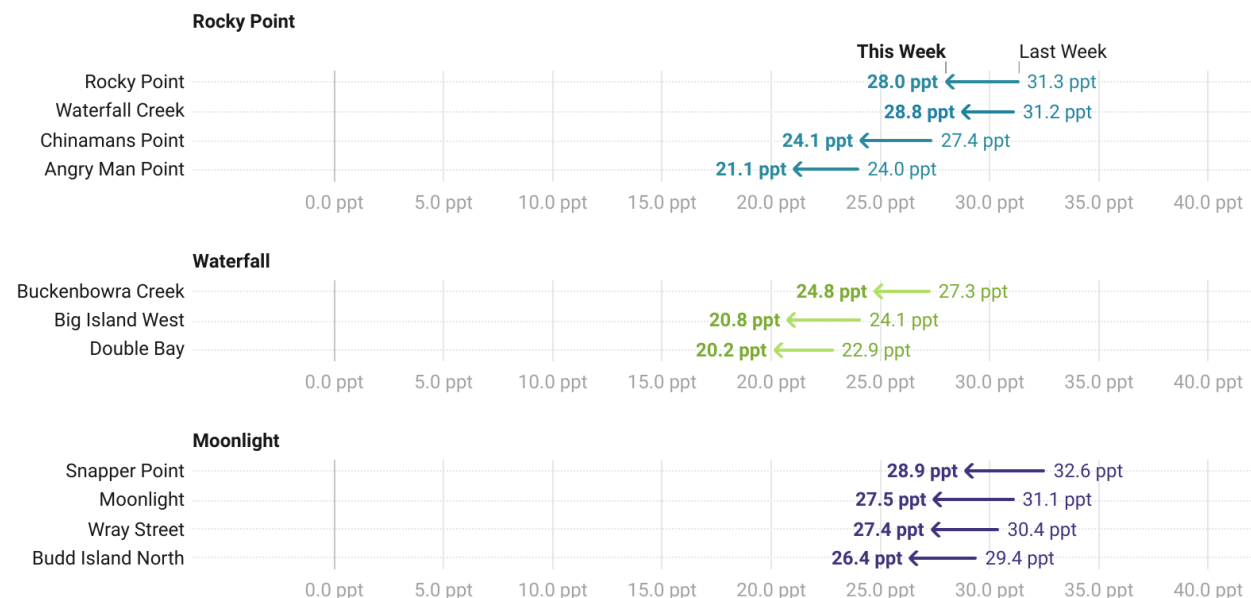 Rocky Point
This Week Last Week
Rocky Point 28.0 ppt 31.3 ppt
Waterfall Creek 28.8 ppt 31.2 ppt
Chinamans Point 24.1 ppt 27.4 ppt
Angry Man Point 21.1 ppt 24.0 ppt
0.0 ppt 5.0 ppt 10.0 ppt 15.0 ppt 20.0 ppt 25.0 ppt 30.0 ppt 35.0 ppt 40.0 ppt
Waterfall
Buckenbowra Creek 24.8 ppt 27.3 ppt
Big Island West 20.8 ppt 24.1 ppt
Double Bay 20.2 ppt 22.9 ppt
0.0 ppt 5.0 ppt 10.0 ppt 15.0 ppt 20.0 ppt 25.0 ppt 30.0 ppt 35.0 ppt 40.0 ppt
Moonlight
Snapper Point 28.9 ppt 32.6 ppt
Moonlight 27.5 ppt 31.1 ppt
Wray Street 27.4 ppt 30.4 ppt
Budd Island North 26.4 ppt 29.4 ppt
0.0 ppt 5.0 ppt 10.0 ppt 15.0 ppt 20.0 ppt 25.0 ppt 30.0 ppt 35.0 ppt 40.0 ppt